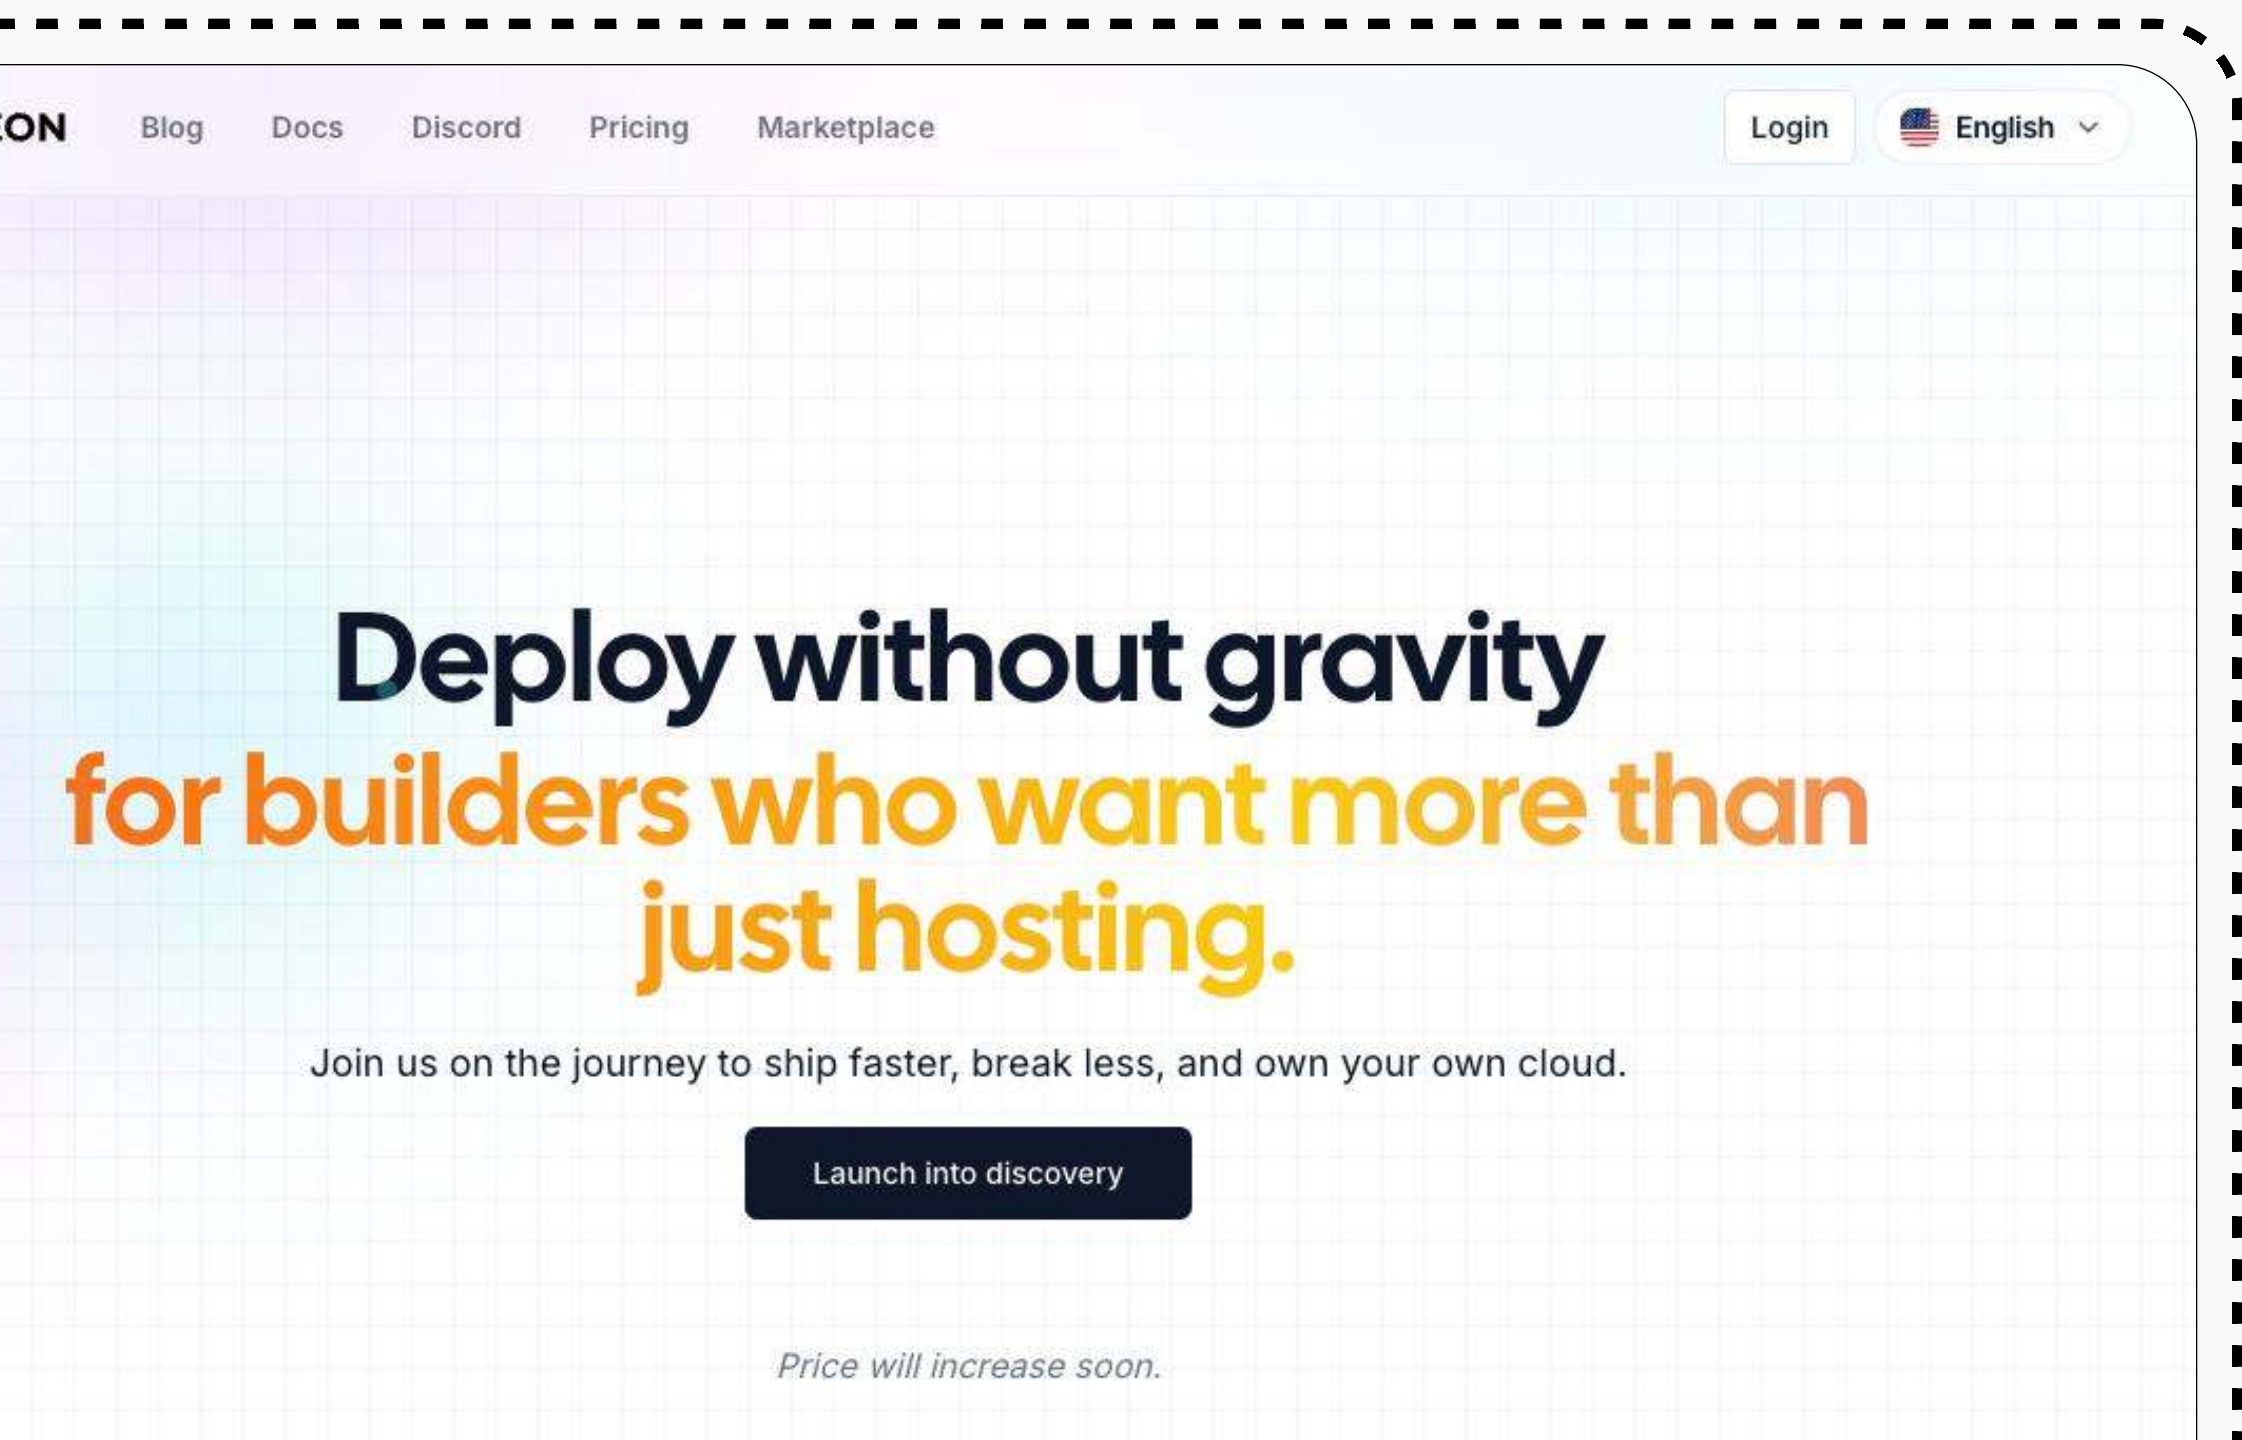 EON
Blog
Docs
Discord
Pricing
Marketplace
Login
English
Deploy without gravity
for builders who want more than
just hosting.
Join us on the journey to ship faster, break less, and own your own cloud.
Launch into discovery
Price will increase soon.